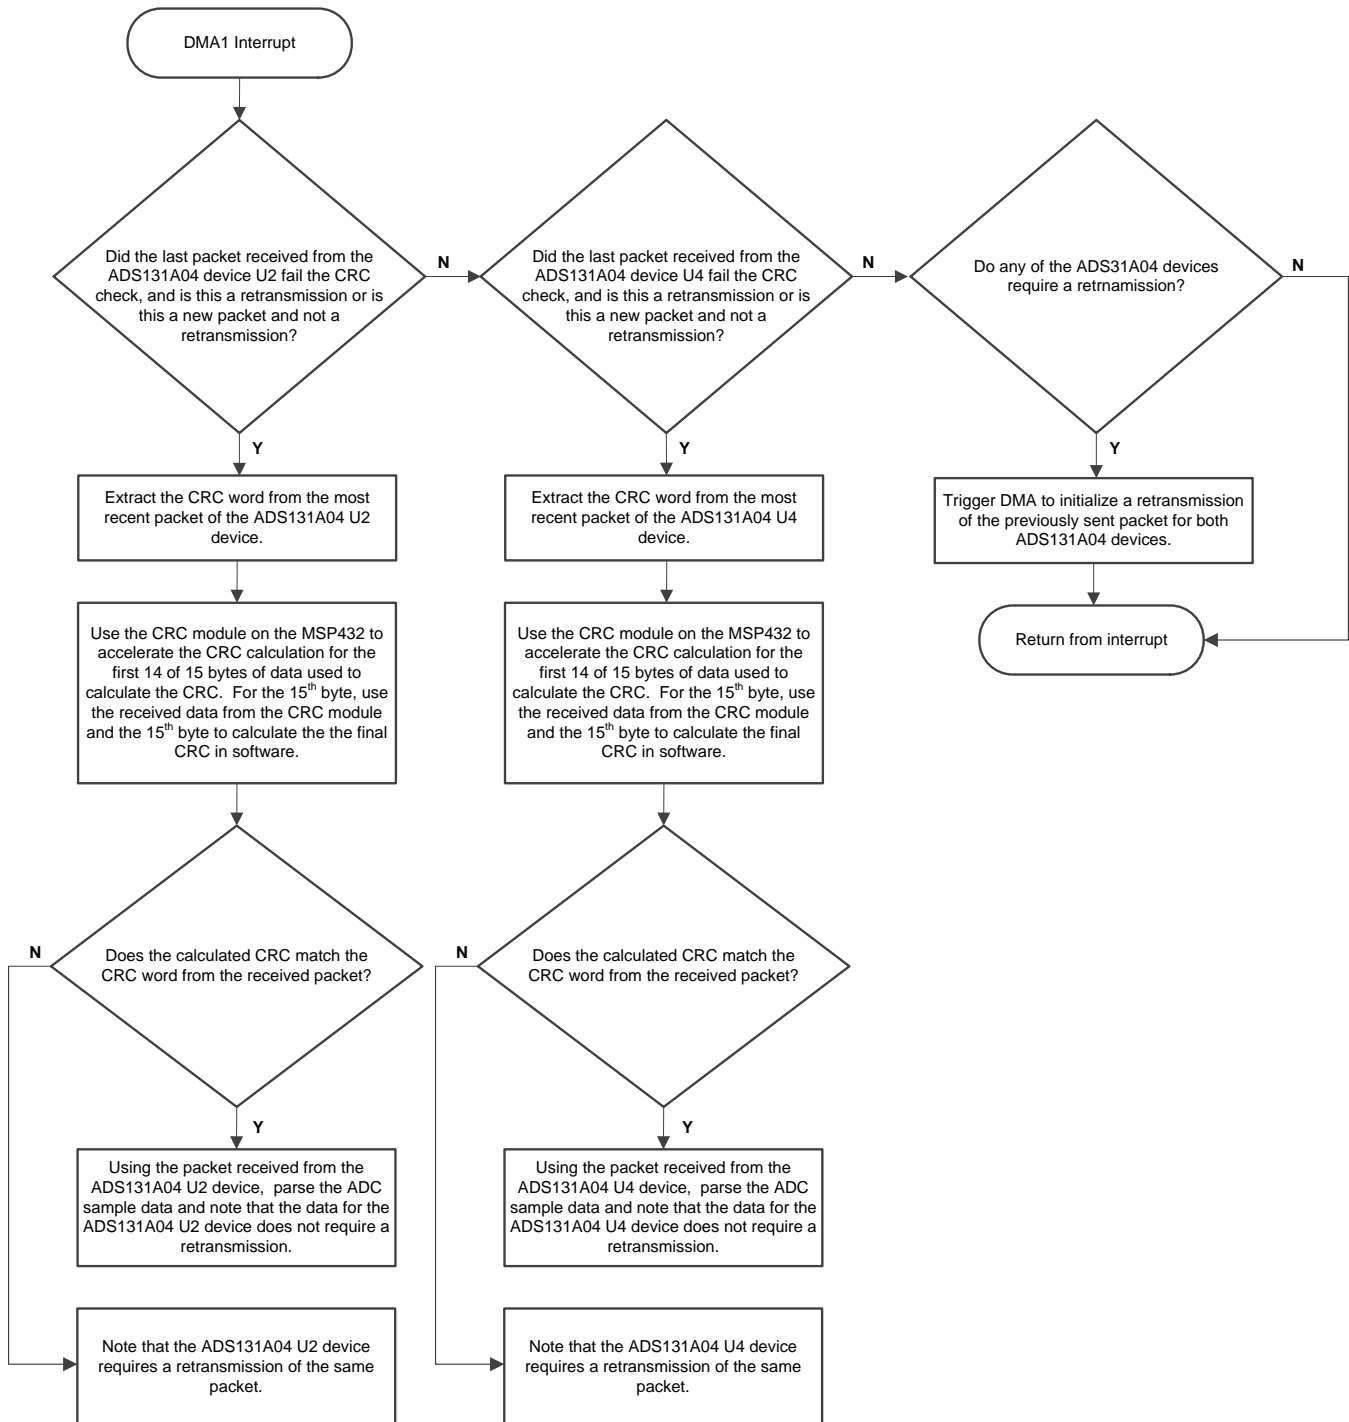 DMA1 Interrupt
Did the last packet received from the
ADS131A04 device U2 fail the CRC
check, and is this a retransmission or is
this a new packet and not a
retransmission?
N
Y
Did the last packet received from the
ADS131A04 device U4 fail the CRC
check, and is this a retransmission or is
this a new packet and not a
retransmission?
N
Y
Do any of the ADS31A04 devices
require a retrnamission?
N
Y
Extract the CRC word from the most
recent packet of the ADS131A04 U2
device.
Extract the CRC word from the most
recent packet of the ADS131A04 U4
device.
Trigger DMA to initialize a retransmission
of the previously sent packet for both
ADS131A04 devices.
Use the CRC module on the MSP432 to
accelerate the CRC calculation for the
first 14 of 15 bytes of data used to
calculate the CRC.  For the 15th byte, use
the received data from the CRC module
and the 15th byte to calculate the the final
CRC in software.
Use the CRC module on the MSP432 to
accelerate the CRC calculation for the
first 14 of 15 bytes of data used to
calculate the CRC.  For the 15th byte, use
the received data from the CRC module
and the 15th byte to calculate the final
CRC in software.
Return from interrupt
N
Does the calculated CRC match the
CRC word from the received packet?
Y
N
Does the calculated CRC match the
CRC word from the received packet?
Y
Using the packet received from the
ADS131A04 U2 device,  parse the ADC
sample data and note that the data for the
ADS131A04 U2 device does not require a
retransmission.
Using the packet received from the
ADS131A04 U4 device,  parse the ADC
sample data and note that the data for the
ADS131A04 U4 device does not require a
retransmission.
Note that the ADS131A04 U2 device
requires a retransmission of the same
packet.
Note that the ADS131A04 U4 device
requires a retransmission of the same
packet.